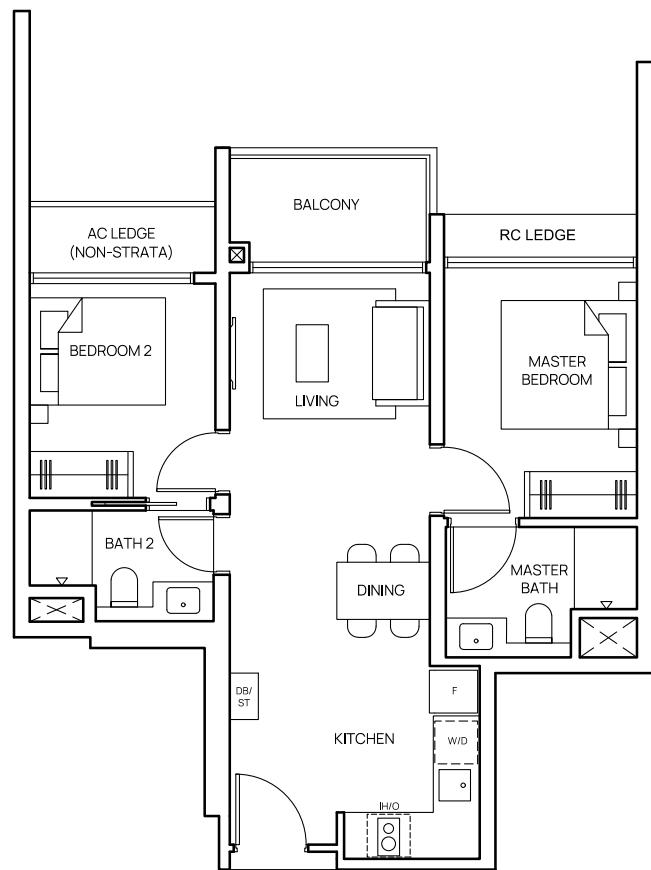 BALCONY
AC LEDGE
(NON-STRATA)
RC LEDGE
BEDROOM 2
MASTER
BEDROOM
LIVING
BATH 2
MASTER
BATH
DINING
DB/
ST
F
KITCHEN
W/D
IH/O